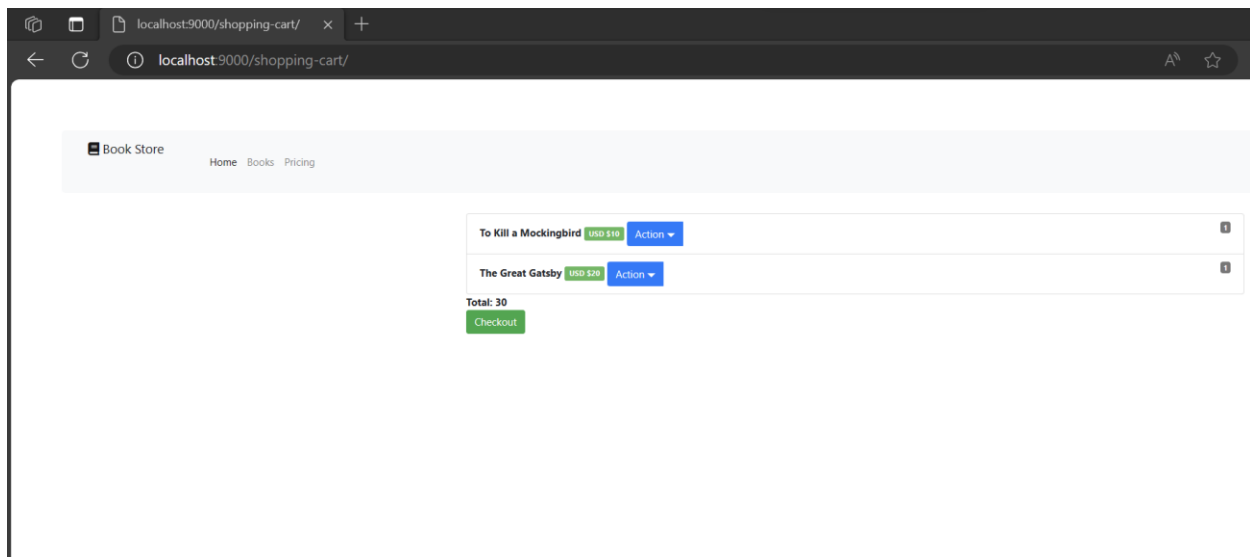 localhost:9000/shopping-cart/
localhost:9000/shopping-cart/
Book Store
Home Books Pricing
To Kill a Mockingbird USD $10 Action 1
The Great Gatsby USD $20 Action 1
Total: 30
Checkout